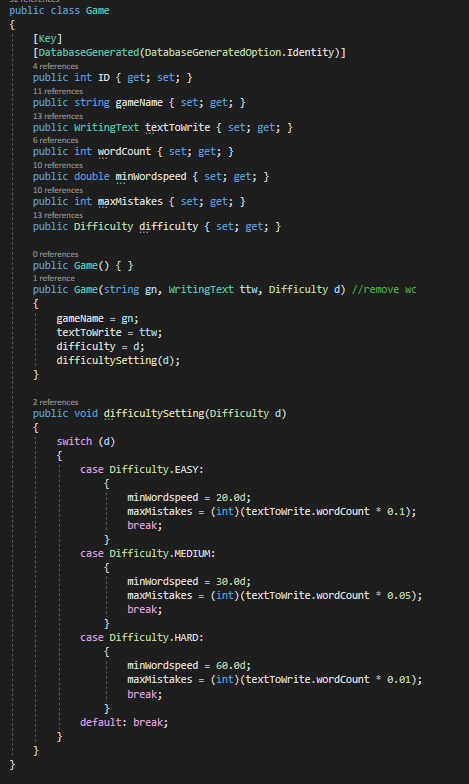 32 references
public class Game
{
[Key]
[DatabaseGenerated(DatabaseGeneratedOption.Identity)]
4 references
public int ID { get; set; }
11 references
public string gameName { set; get; }
13 references
public WritingText textToWrite { set; get; }
6 references
public int wordCount { set; get; }
10 references
public double minWordspeed { set; get; }
10 references
public int maxMistakes { set; get; }
13 references
public Difficulty difficulty { set; get; }
0 references
public Game() { }
1 reference
public Game(string gn, WritingText ttw, Difficulty d) //remove wc
{
gameName = gn;
textToWrite = ttw;
difficulty = d;
difficultySetting(d);
}
2 references
public void difficultySetting(Difficulty d)
{
switch (d)
{
case Difficulty.EASY:
{
minWordspeed = 20.0d;
maxMistakes = (int)(textToWrite.wordCount * 0.1);
break;
}
case Difficulty.MEDIUM:
{
minWordspeed = 30.0d;
maxMistakes = (int)(textToWrite.wordCount * 0.05);
break;
}
case Difficulty.HARD:
{
minWordspeed = 60.0d;
maxMistakes = (int)(textToWrite.wordCount * 0.01);
break;
}
default: break;
}
}
}